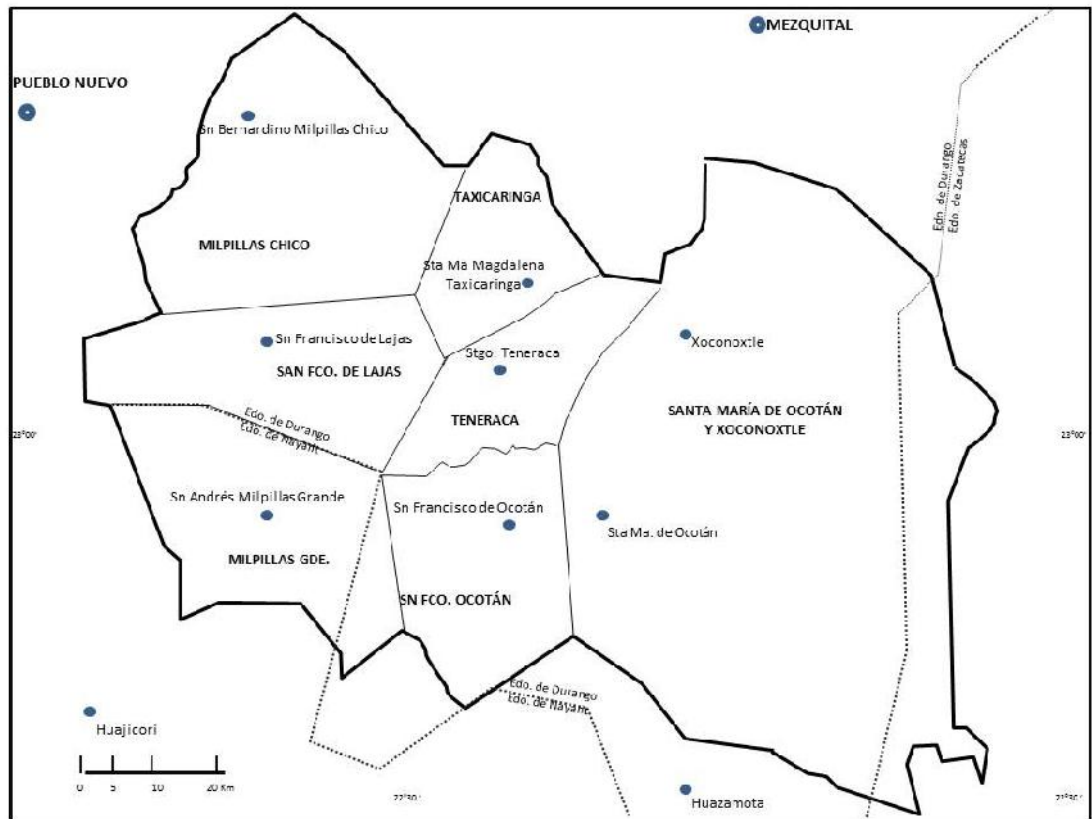 MEZQUITAL
PUEBLO NUEVO
Sn Bernardino Milpillas Chico
TAXICARINGA
Edo. de Durango
Edo. de Zacatecas
MILPILLAS CHICO
Sta Ma Magdalena
Taxicaringa
Sn Francisco de Lajas
SAN FCO. DE LAJAS
Stgo. Teneraca
Xoconoxtle
TENERACA
SANTA MARÍA DE OCOTÁN
Y XOCONOXTLE
Edo. de Durango
Edo. de Nayarit
23°00'
23°00'
Sn Andrés Milpillas Grande
Sn Francisco de Ocotán
Sta Ma. de Ocotán
MILPILLAS GDE.
SN FCO. OCOTÁN
Edo. de Durango
Edo. de Nayarit
Huajicori
0 5 10 20 Km
22°30'
Huazamota